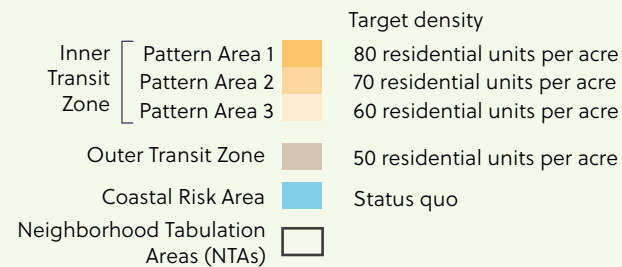 Target density
Inner Transit Zone
Pattern Area 1 80 residential units per acre
Pattern Area 2 70 residential units per acre
Pattern Area 3 60 residential units per acre
Outer Transit Zone 50 residential units per acre
Coastal Risk Area Status quo
Neighborhood Tabulation
Areas (NTAs)